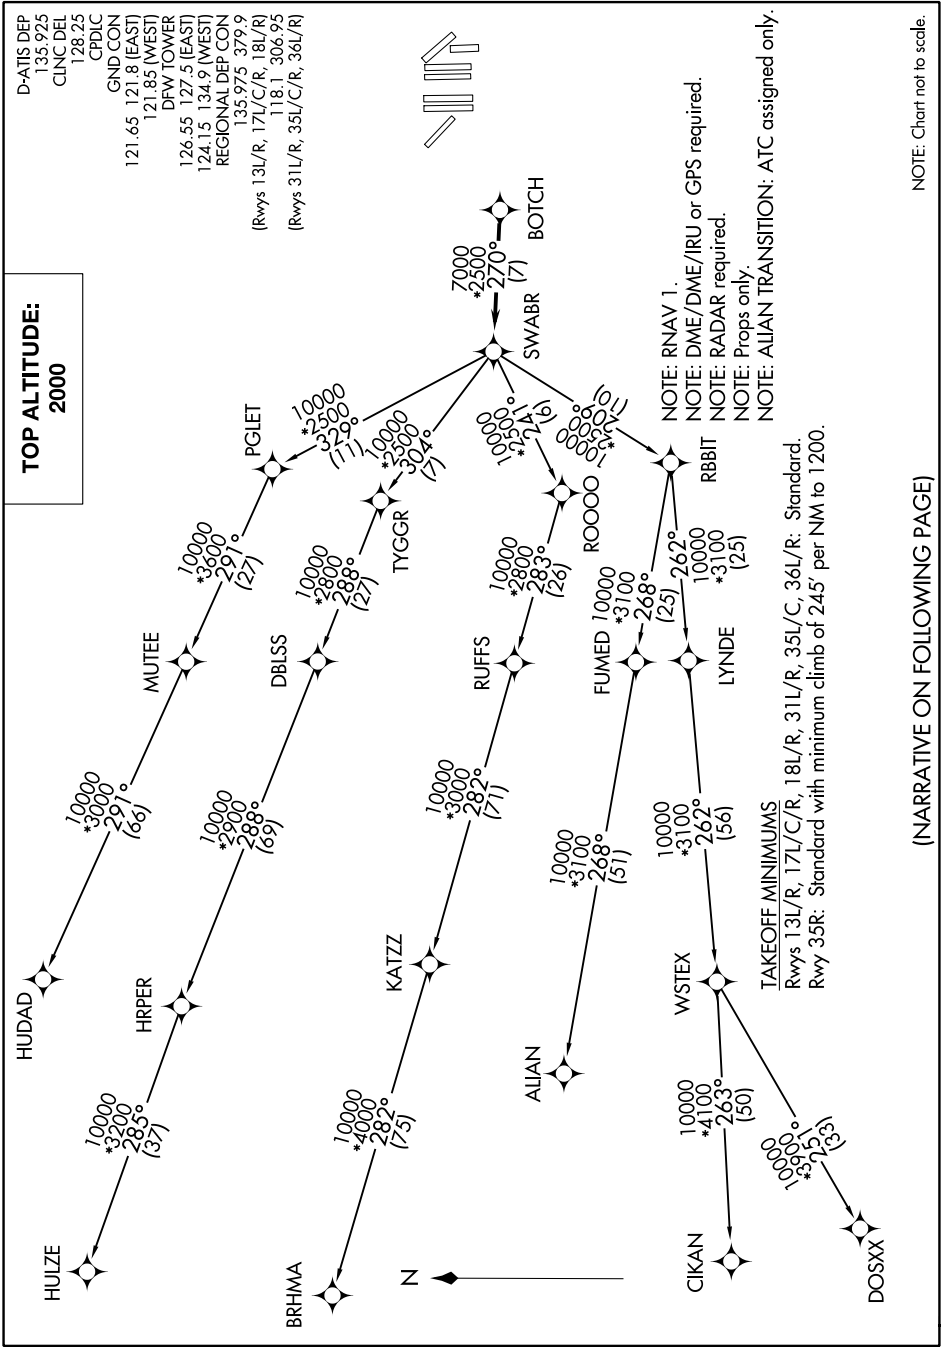 D-ATIS DEP
135.925
CLNC DEL
128.25
CPDLC
GND CON
121.65 121.8 (EAST)
121.85 (WEST)
DFW TOWER
126.55 127.5 (EAST)
124.15 134.9 (WEST)
REGIONAL DEP CON
135.975 379.9
(Rwys 13L/R, 17L/C/R, 18L/R)
118.1 306.95
(Rwys 31L/R, 35L/C/R, 36L/R)
TOP ALTITUDE:
2000
BOTCH
7000
*2500
270°
(7)
SWABR
10000
*2500
329°
(11)
PGLET
10000
*3600
291°
(27)
MUTEE
10000
*3000
291°
(66)
HUDAD
10000
*2500
304°
(7)
TYGGR
10000
*2800
288°
(27)
DBLSS
10000
*2900
288°
(69)
HRPER
10000
*3200
285°
(37)
HULZE
10000
*2500
241°
(9)
ROOOO
10000
*2800
283°
(26)
RUFFS
10000
*3000
282°
(71)
KATZZ
10000
*4000
282°
(75)
BRHMA
10000
*2500
209°
(10)
RBBIT
10000
*3100
268°
(25)
FUMED
10000
*3100
268°
(51)
ALIAN
262°
10000
*3100
(25)
LYNDE
10000
*3100
262°
(56)
WSTEX
10000
*4100
263°
(50)
CIKAN
10000
*3900
251°
(33)
DOSXX
N
NOTE: RNAV 1.
NOTE: DME/DME/IRU or GPS required.
NOTE: RADAR required.
NOTE: Props only.
NOTE: ALIAN TRANSITION: ATC assigned only.
TAKEOFF MINIMUMS
Rwys 13L/R, 17L/C/R, 18L/R, 31L/R, 35L/C, 36L/R: Standard.
Rwy 35R: Standard with minimum climb of 245' per NM to 1200.
(NARRATIVE ON FOLLOWING PAGE)
NOTE: Chart not to scale.